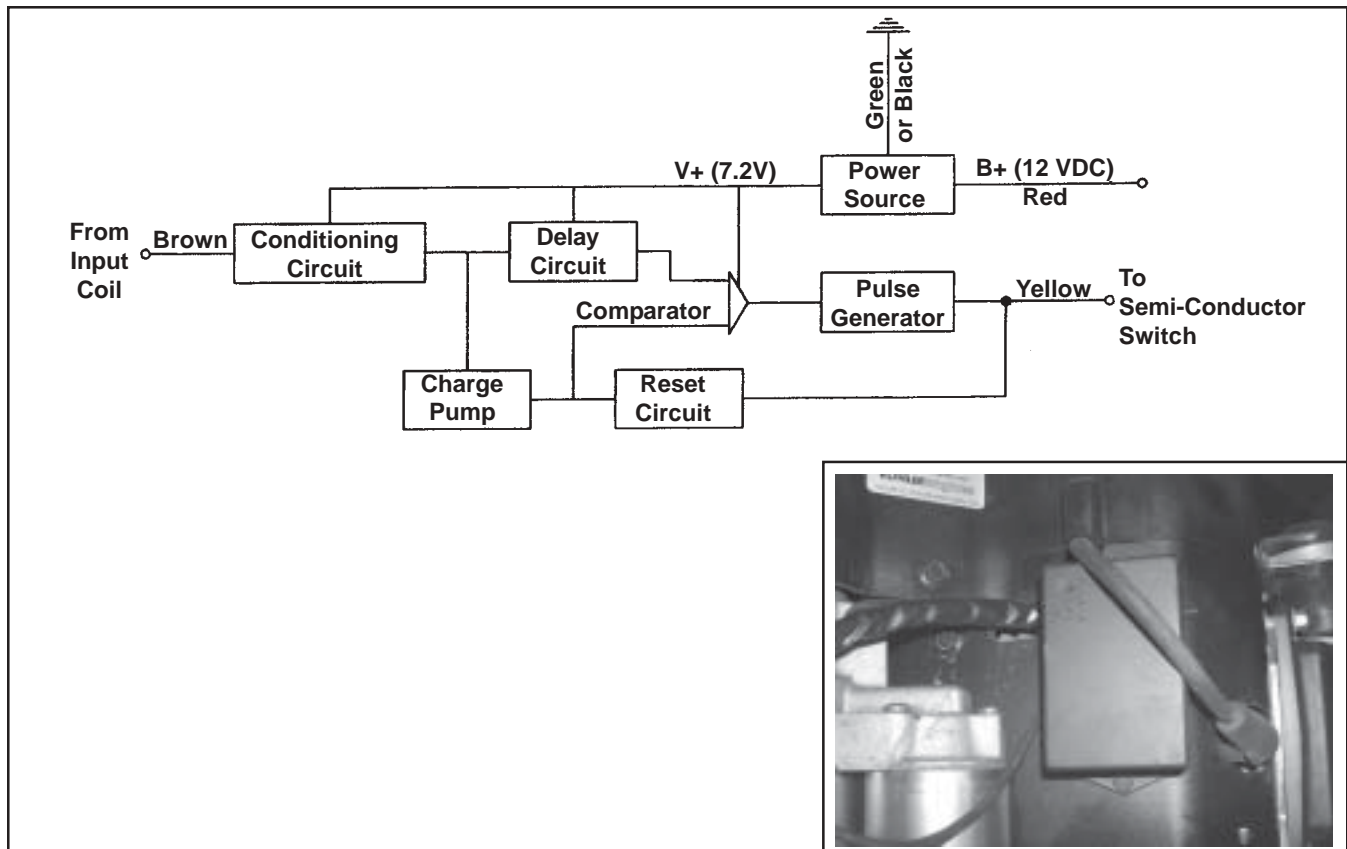 Green
or Black
V+ (7.2V)
Power
Source
B+ (12 VDC)
Red
From
Input
Coil
Brown
Conditioning
Circuit
Delay
Circuit
Comparator
Pulse
Generator
Yellow
To
Semi-Conductor
Switch
Charge
Pump
Reset
Circuit